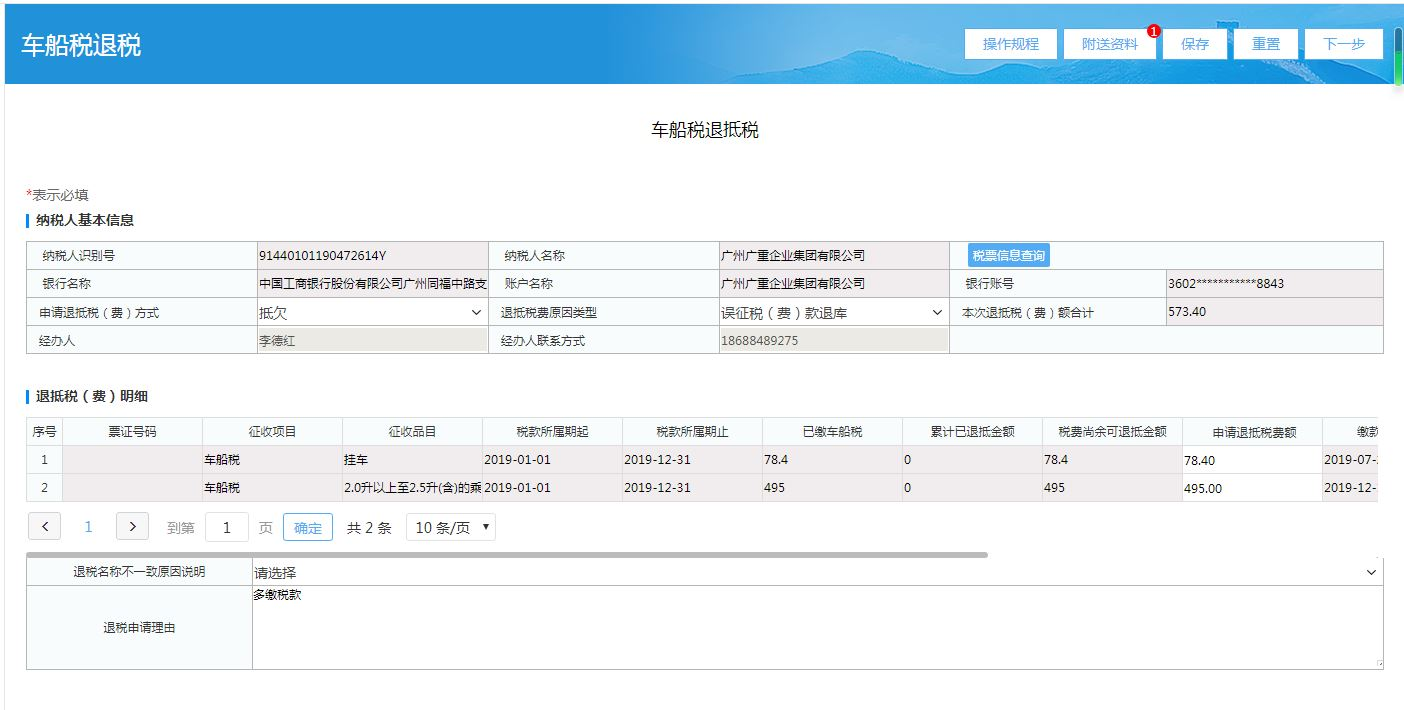 车船税退税
操作规程 附送资料 1 保存 重置 下一步
车船税退抵税
*表示必填
纳税人基本信息
纳税人识别号 91440101190472614Y 纳税人名称 广州广重企业集团有限公司 税票信息查询
银行名称 中国工商银行股份有限公司广州同福中路支 账户名称 广州广重企业集团有限公司 银行账号 3602***********8843
申请退抵税（费）方式 抵欠 退抵税费原因类型 误征税（费）款退库 本次退抵税（费）额合计 573.40
经办人 李德红 经办人联系方式 18688489275
退抵税（费）明细
序号 票证号码 征收项目 征收品目 税款所属期起 税款所属期止 已缴车船税 累计已退抵金额 税费尚余可退抵金额 申请退抵税费额 缴款
1 车船税 挂车 2019-01-01 2019-12-31 78.4 0 78.4 78.40 2019-07-
2 车船税 2.0升以上至2.5升(含)的乘 2019-01-01 2019-12-31 495 0 495 495.00 2019-12-
1 到第 1 页 确定 共 2 条 10 条/页
退税名称不一致原因说明 请选择
退税申请理由 多缴税款